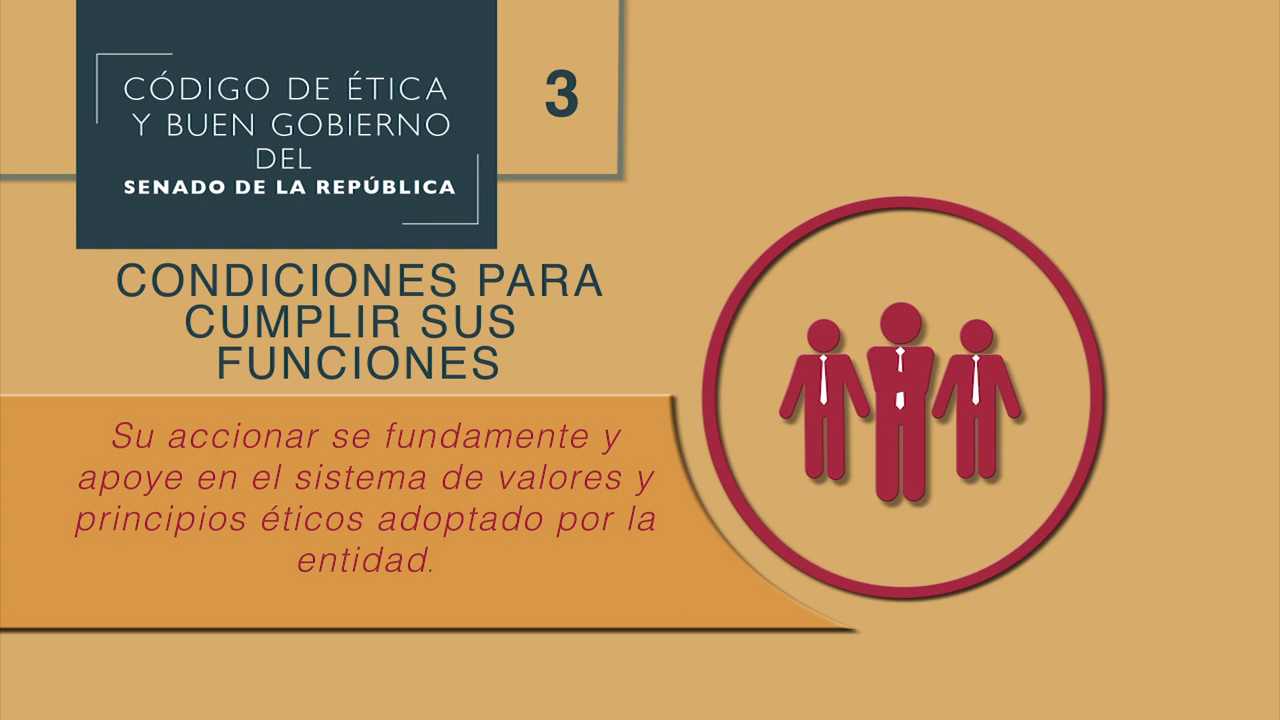 CÓDIGO DE ÉTICA
Y BUEN GOBIERNO
DEL
SENADO DE LA REPÚBLICA
3
CONDICIONES PARA
CUMPLIR SUS
FUNCIONES
Su accionar se fundamente y
apoye en el sistema de valores y
principios éticos adoptado por la
entidad.